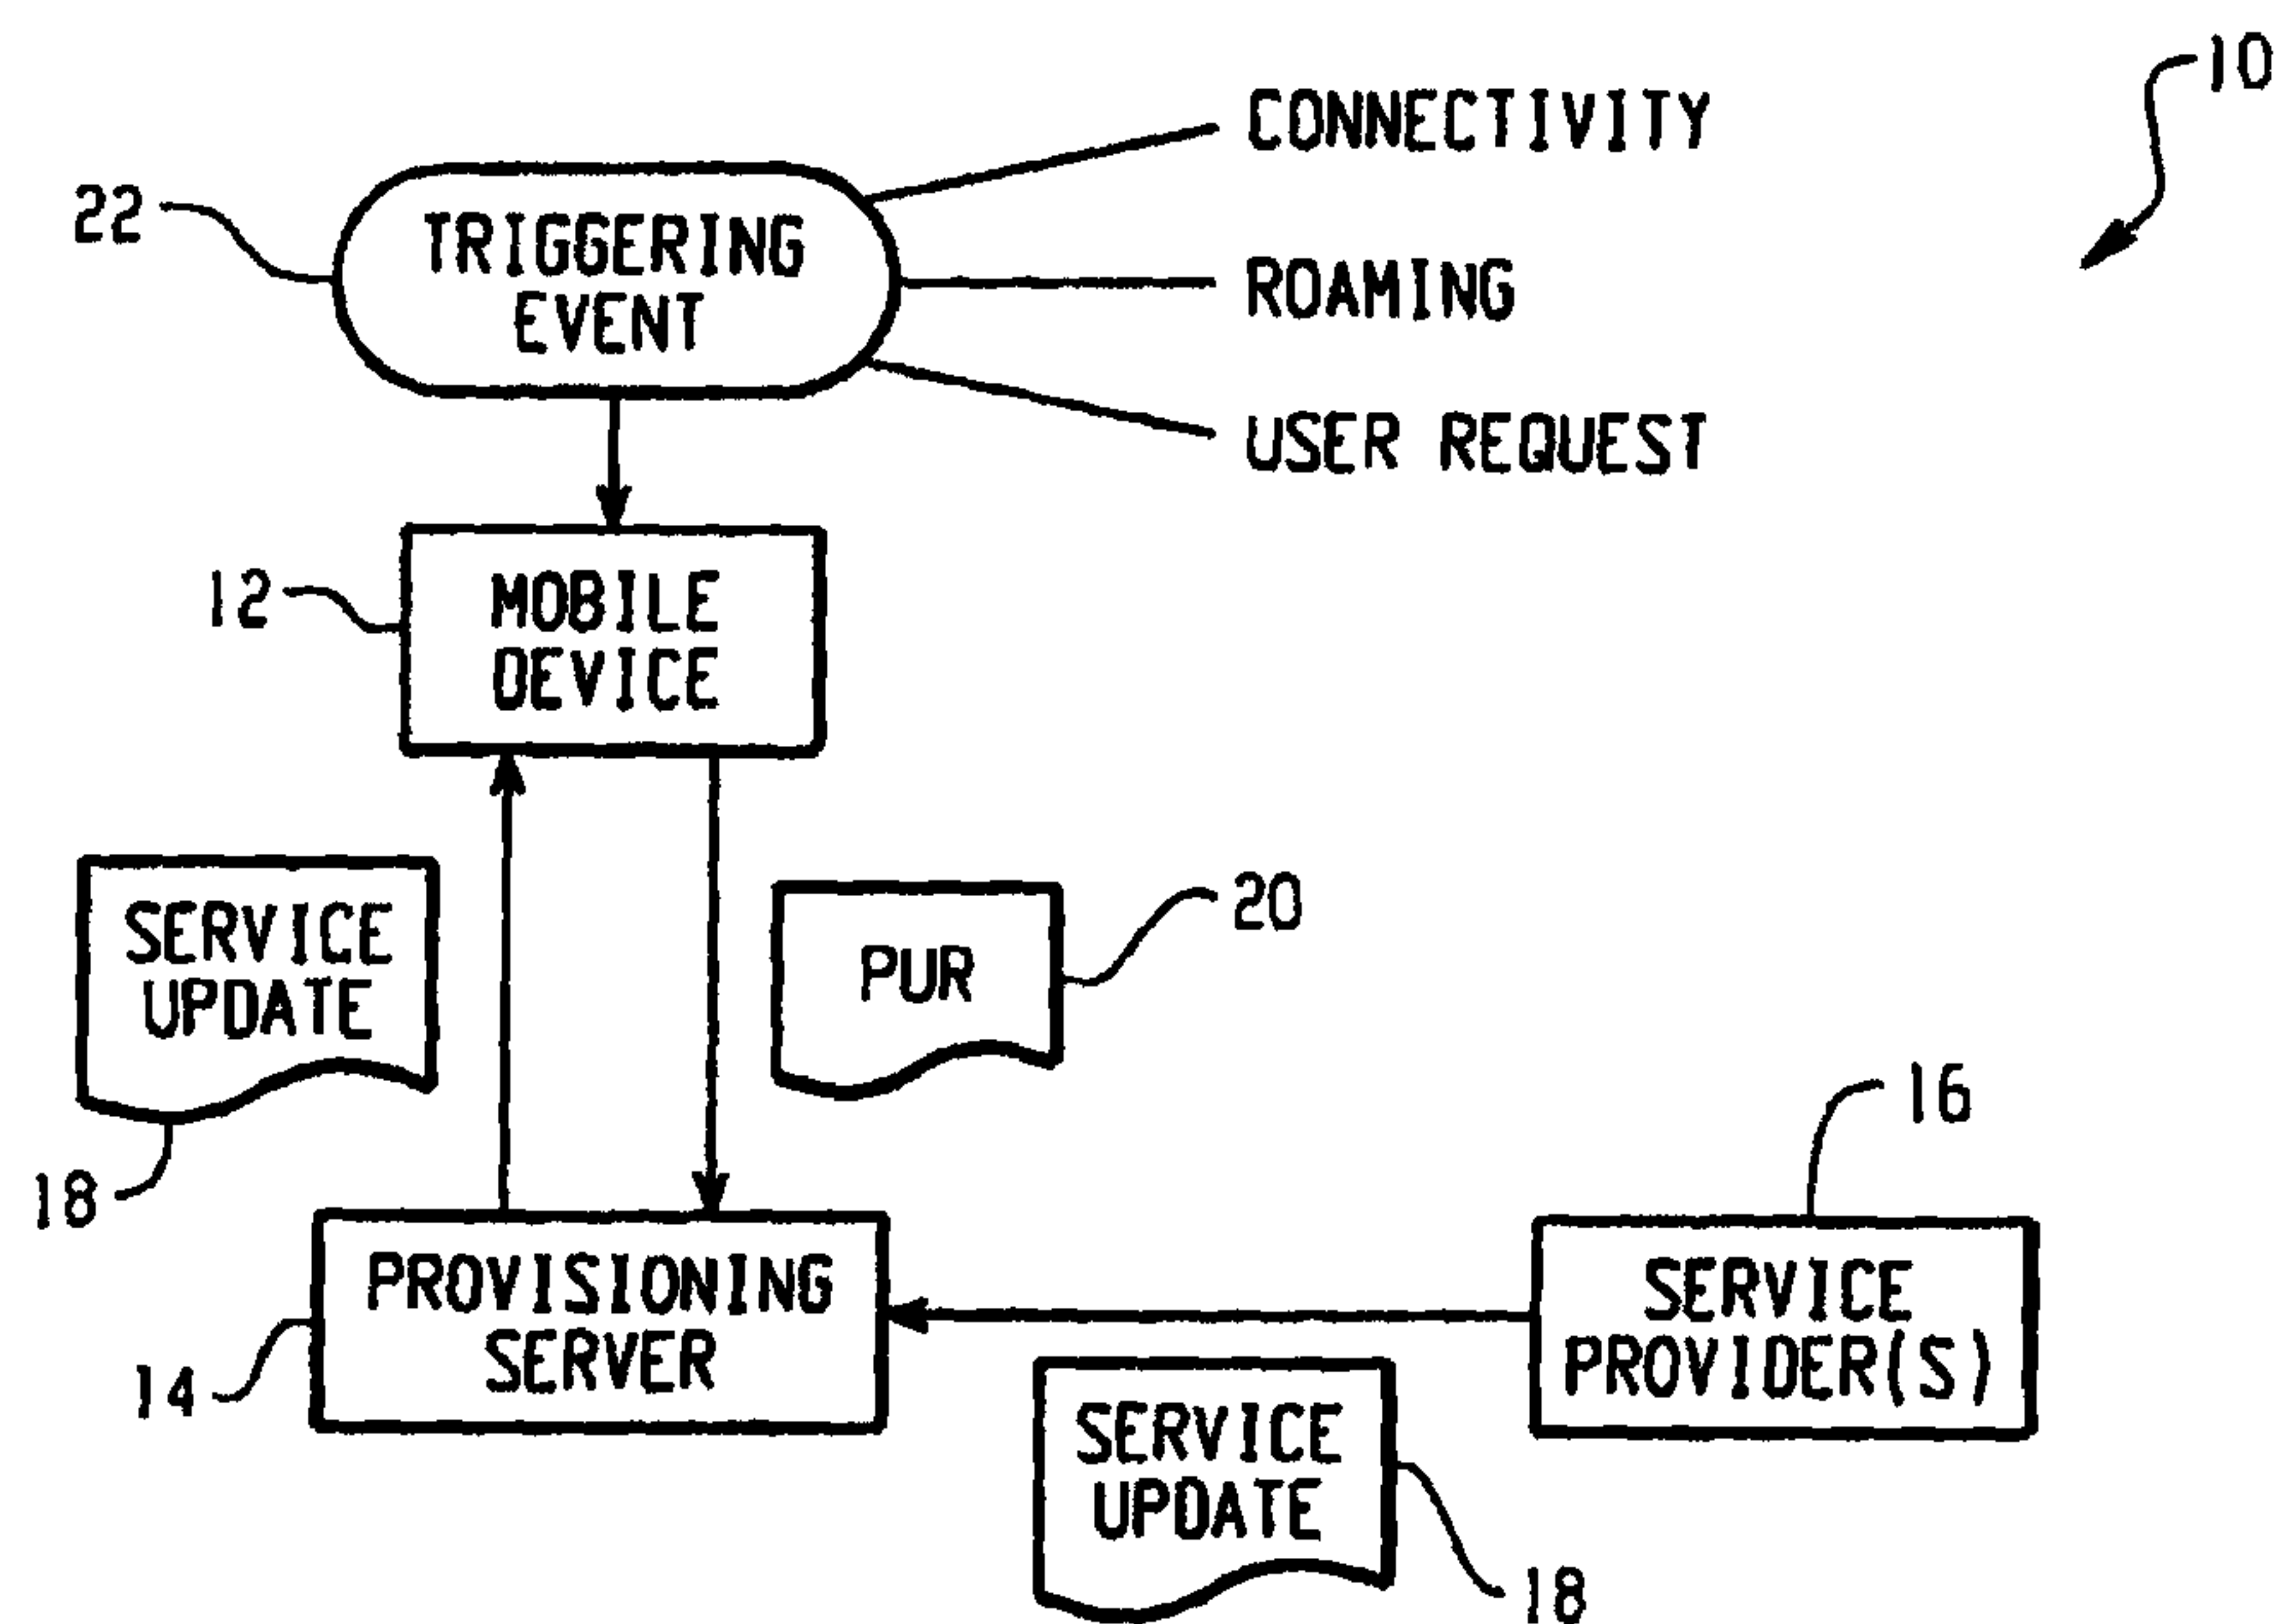 10
CONNECTIVITY
22
TRIGGERING
EVENT
ROAMING
USER REQUEST
12
MOBILE
DEVICE
SERVICE
UPDATE
18
PUR
20
16
PROVISIONING
SERVER
14
SERVICE
PROVIDER(S)
SERVICE
UPDATE
18